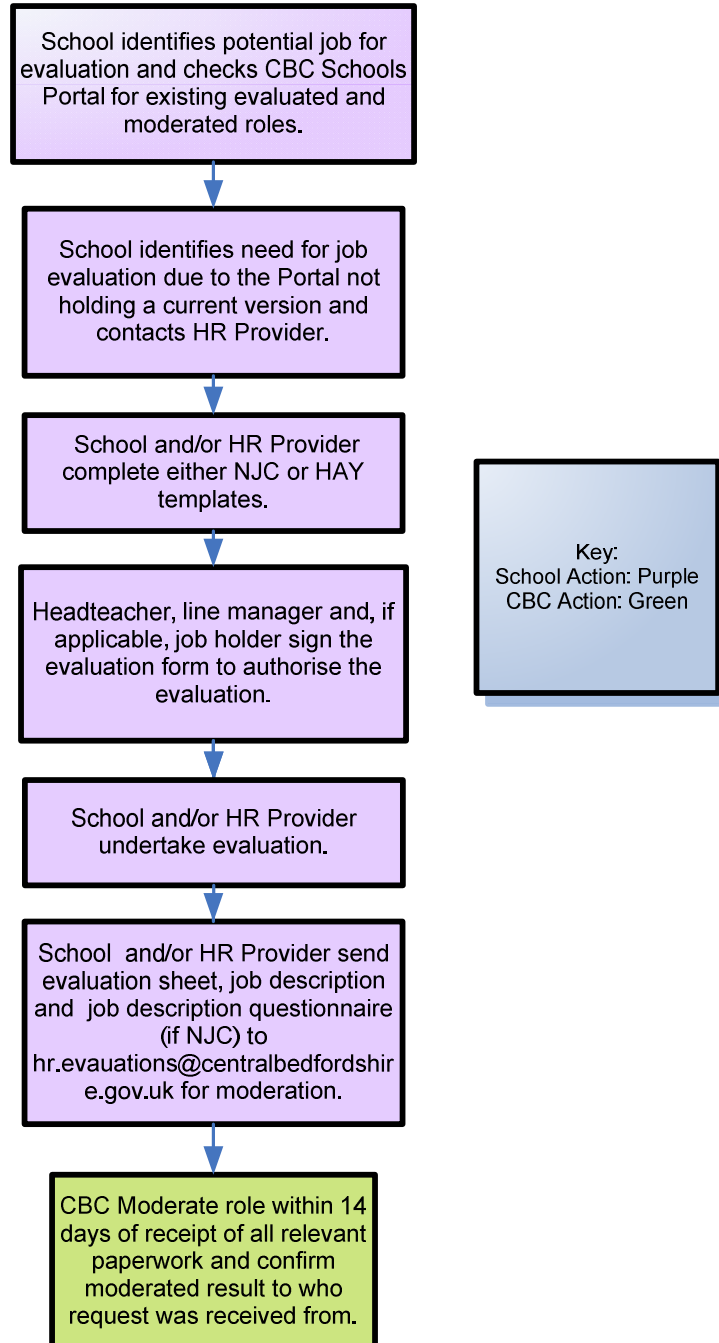 School identifies potential job for
evaluation and checks CBC Schools
Portal for existing evaluated and
moderated roles.
School identifies need for job
evaluation due to the Portal not
holding a current version and
contacts HR Provider.
School and/or HR Provider
complete either NJC or HAY
templates.
Headteacher, line manager and, if
applicable, job holder sign the
evaluation form to authorise the
evaluation.
School and/or HR Provider
undertake evaluation.
School and/or HR Provider send
evaluation sheet, job description
and job description questionnaire
(if NJC) to
hr.evauations@centralbedfordshir
e.gov.uk for moderation.
CBC Moderate role within 14
days of receipt of all relevant
paperwork and confirm
moderated result to who
request was received from.
Key:
School Action: Purple
CBC Action: Green